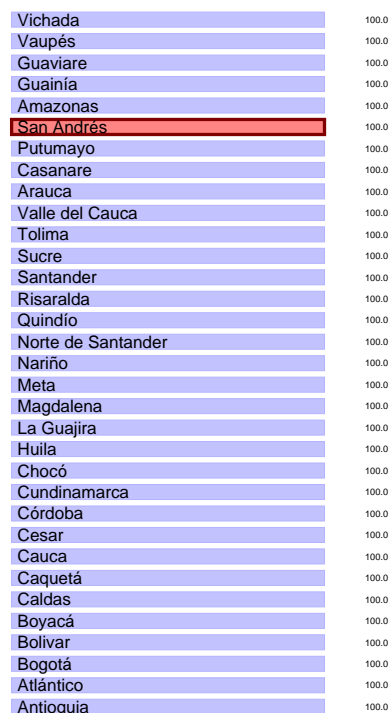 Vichada 100.0
Vaupés 100.0
Guaviare 100.0
Guainía 100.0
Amazonas 100.0
San Andrés 100.0
Putumayo 100.0
Casanare 100.0
Arauca 100.0
Valle del Cauca 100.0
Tolima 100.0
Sucre 100.0
Santander 100.0
Risaralda 100.0
Quindío 100.0
Norte de Santander 100.0
Nariño 100.0
Meta 100.0
Magdalena 100.0
La Guajira 100.0
Huila 100.0
Chocó 100.0
Cundinamarca 100.0
Córdoba 100.0
Cesar 100.0
Cauca 100.0
Caquetá 100.0
Caldas 100.0
Boyacá 100.0
Bolivar 100.0
Bogotá 100.0
Atlántico 100.0
Antioquia 100.0